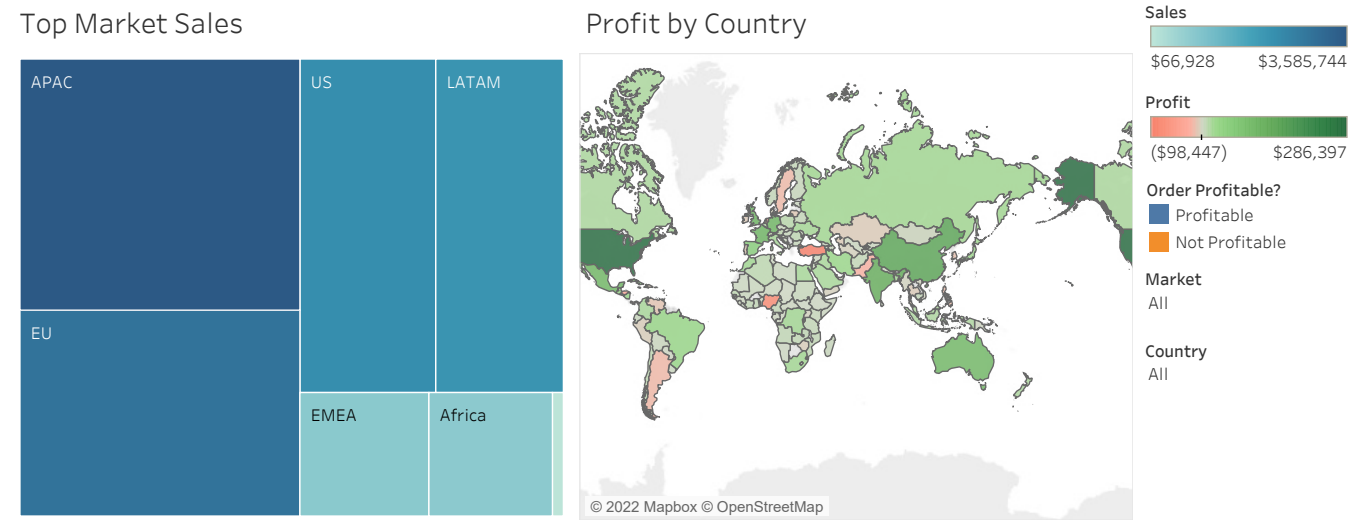 Top Market Sales
APAC
US
LATAM
EU
EMEA
Africa
Profit by Country
© 2022 Mapbox © OpenStreetMap
Sales
$66,928 $3,585,744
Profit
($98,447) $286,397
Order Profitable?
Profitable
Not Profitable
Market
All
Country
All